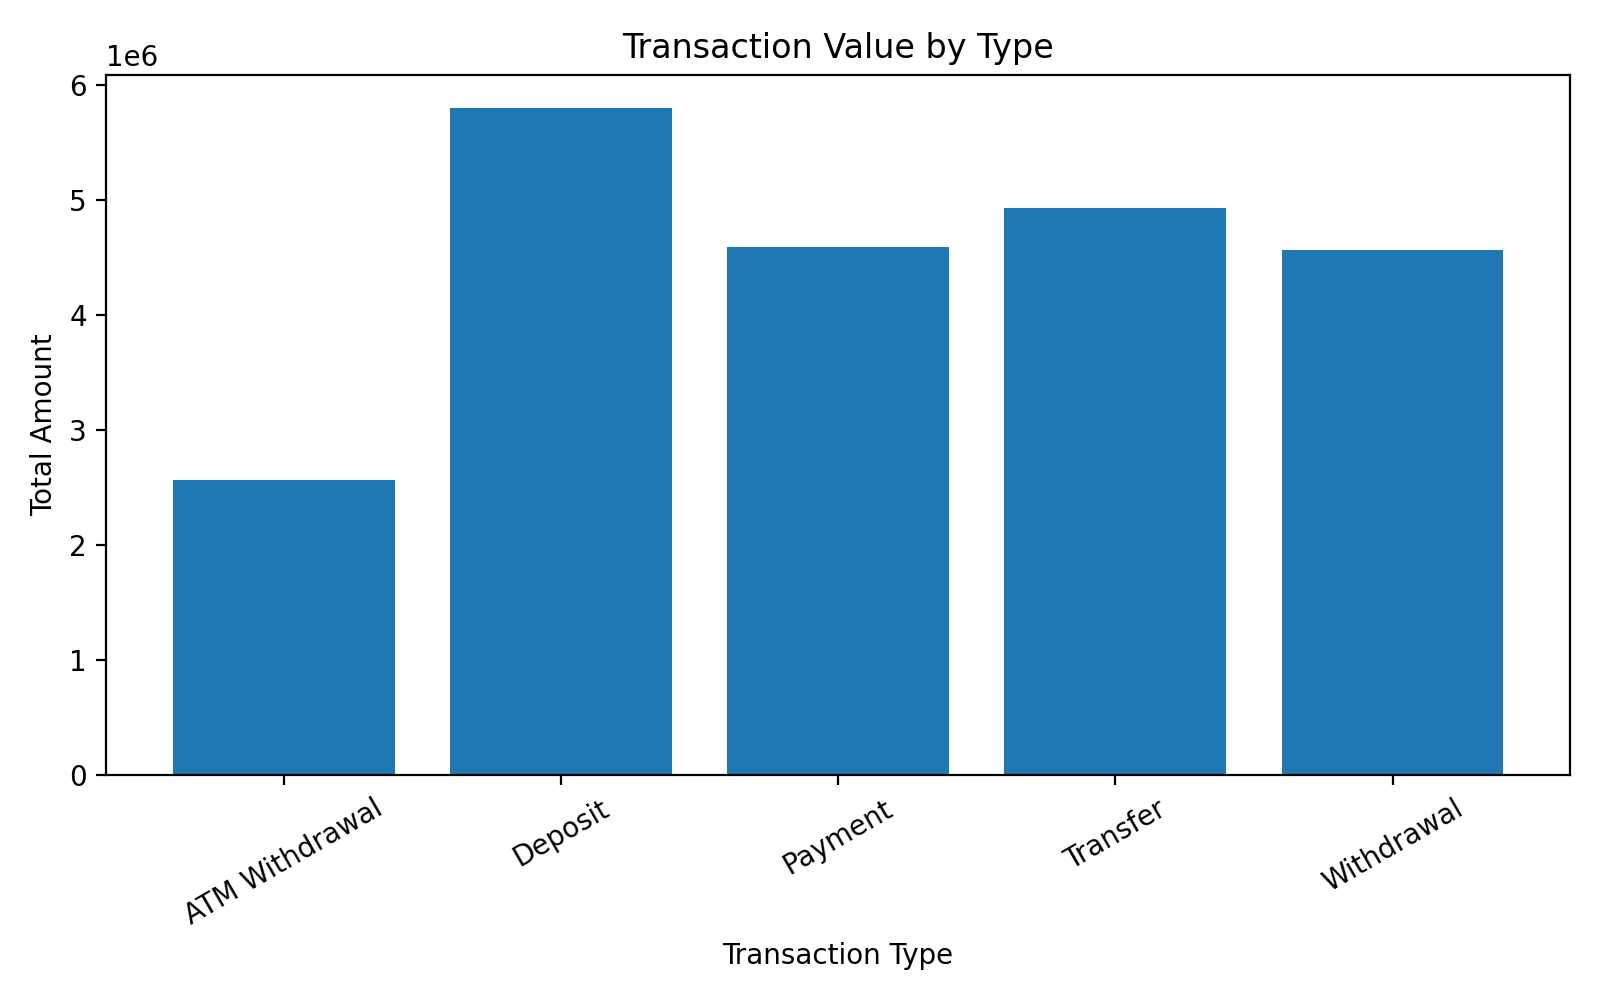 Transaction Value by Type
1e6
6
5
4
3
2
1
0
Total Amount
ATM Withdrawal
Deposit
Payment
Transfer
Withdrawal
Transaction Type